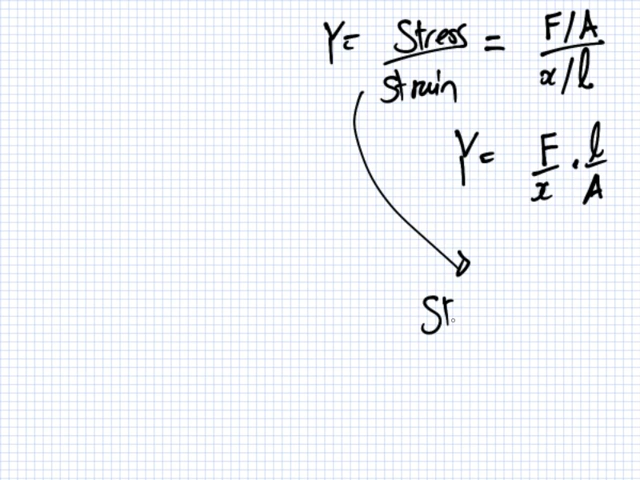 Y = Stress / Strain = F/A / x/l
Y = F/x . l/A
St